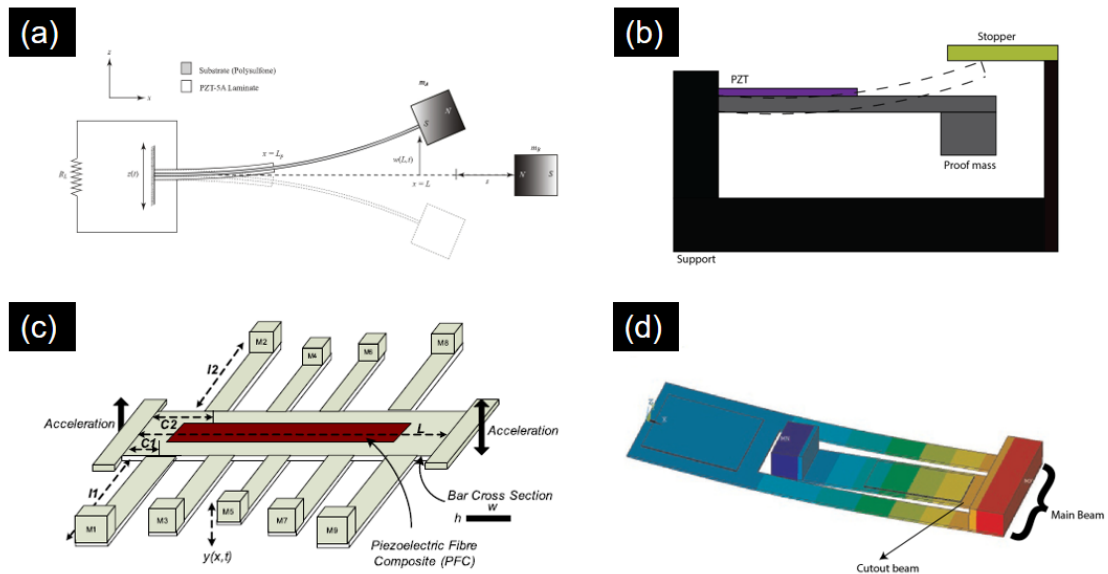 (a)
z
x
Substrate (Polysulfone)
PZT-5A Laminate
m_a
S
N
x = L_p
w(L,t)
R_L
z(t)
x = L
s
m_B
N
S
(b)
Stopper
PZT
Proof mass
Support
(c)
M2
M4
M6
M8
l2
Acceleration
C2
L
C1
Acceleration
l1
M1
M3
M5
M7
M9
y(x,t)
Bar Cross Section
w
h
Piezoelectric Fibre
Composite (PFC)
(d)
Main Beam
Cutout beam